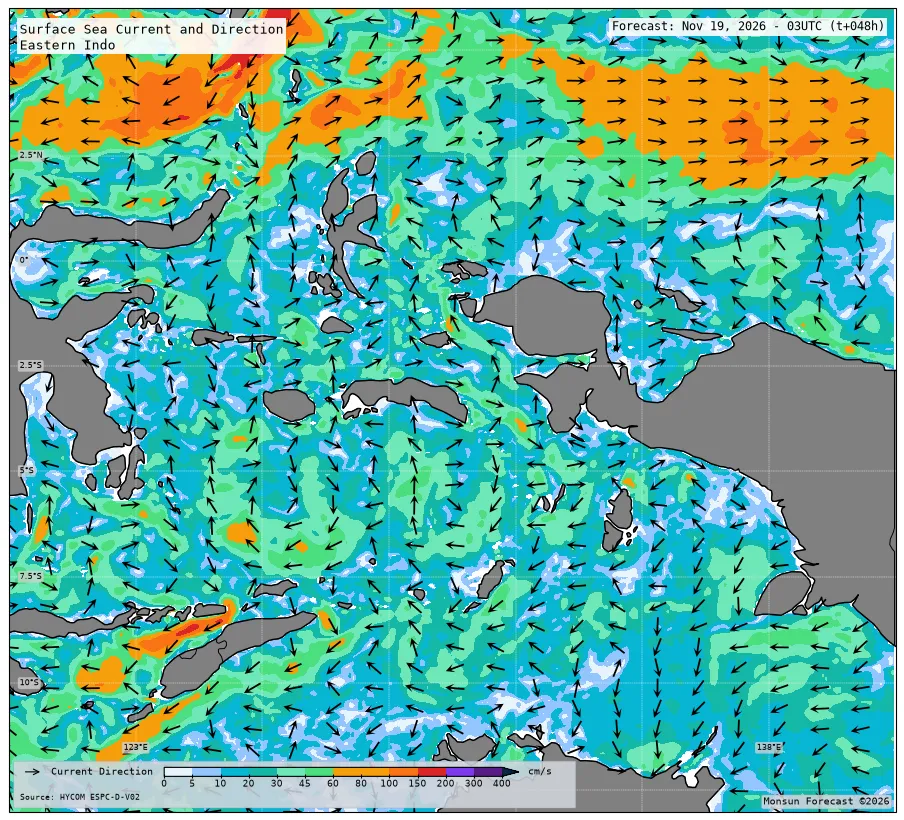 Surface Sea Current and Direction
Eastern Indo
Forecast: Nov 19, 2026 - 03UTC (t+048h)
2.5°N
0°
2.5°S
5°S
7.5°S
10°S
123°E
138°E
Current Direction
cm/s
0 5 10 20 30 45 60 80 100 150 200 300 400
Source: HYCOM ESPC-D-V02
Monsun Forecast ©2026